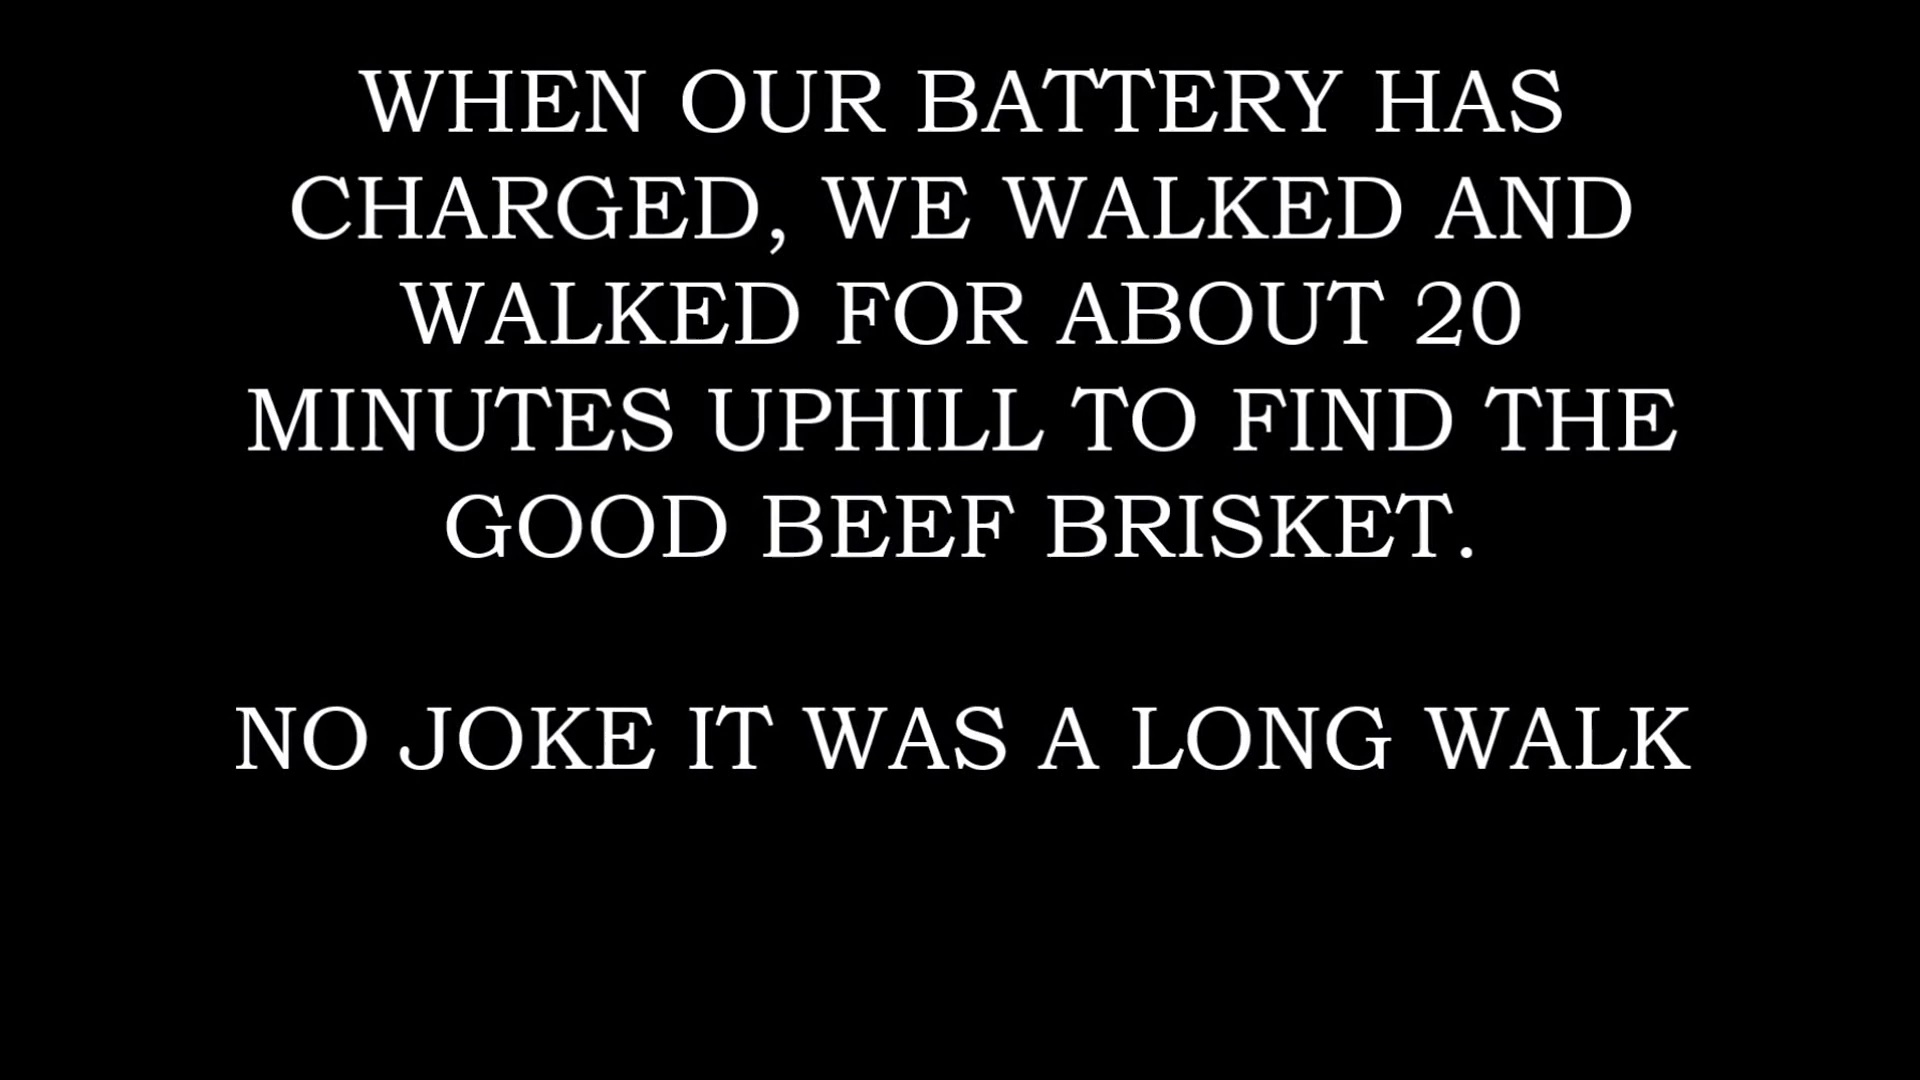 WHEN OUR BATTERY HAS
CHARGED, WE WALKED AND
WALKED FOR ABOUT 20
MINUTES UPHILL TO FIND THE
GOOD BEEF BRISKET.
NO JOKE IT WAS A LONG WALK